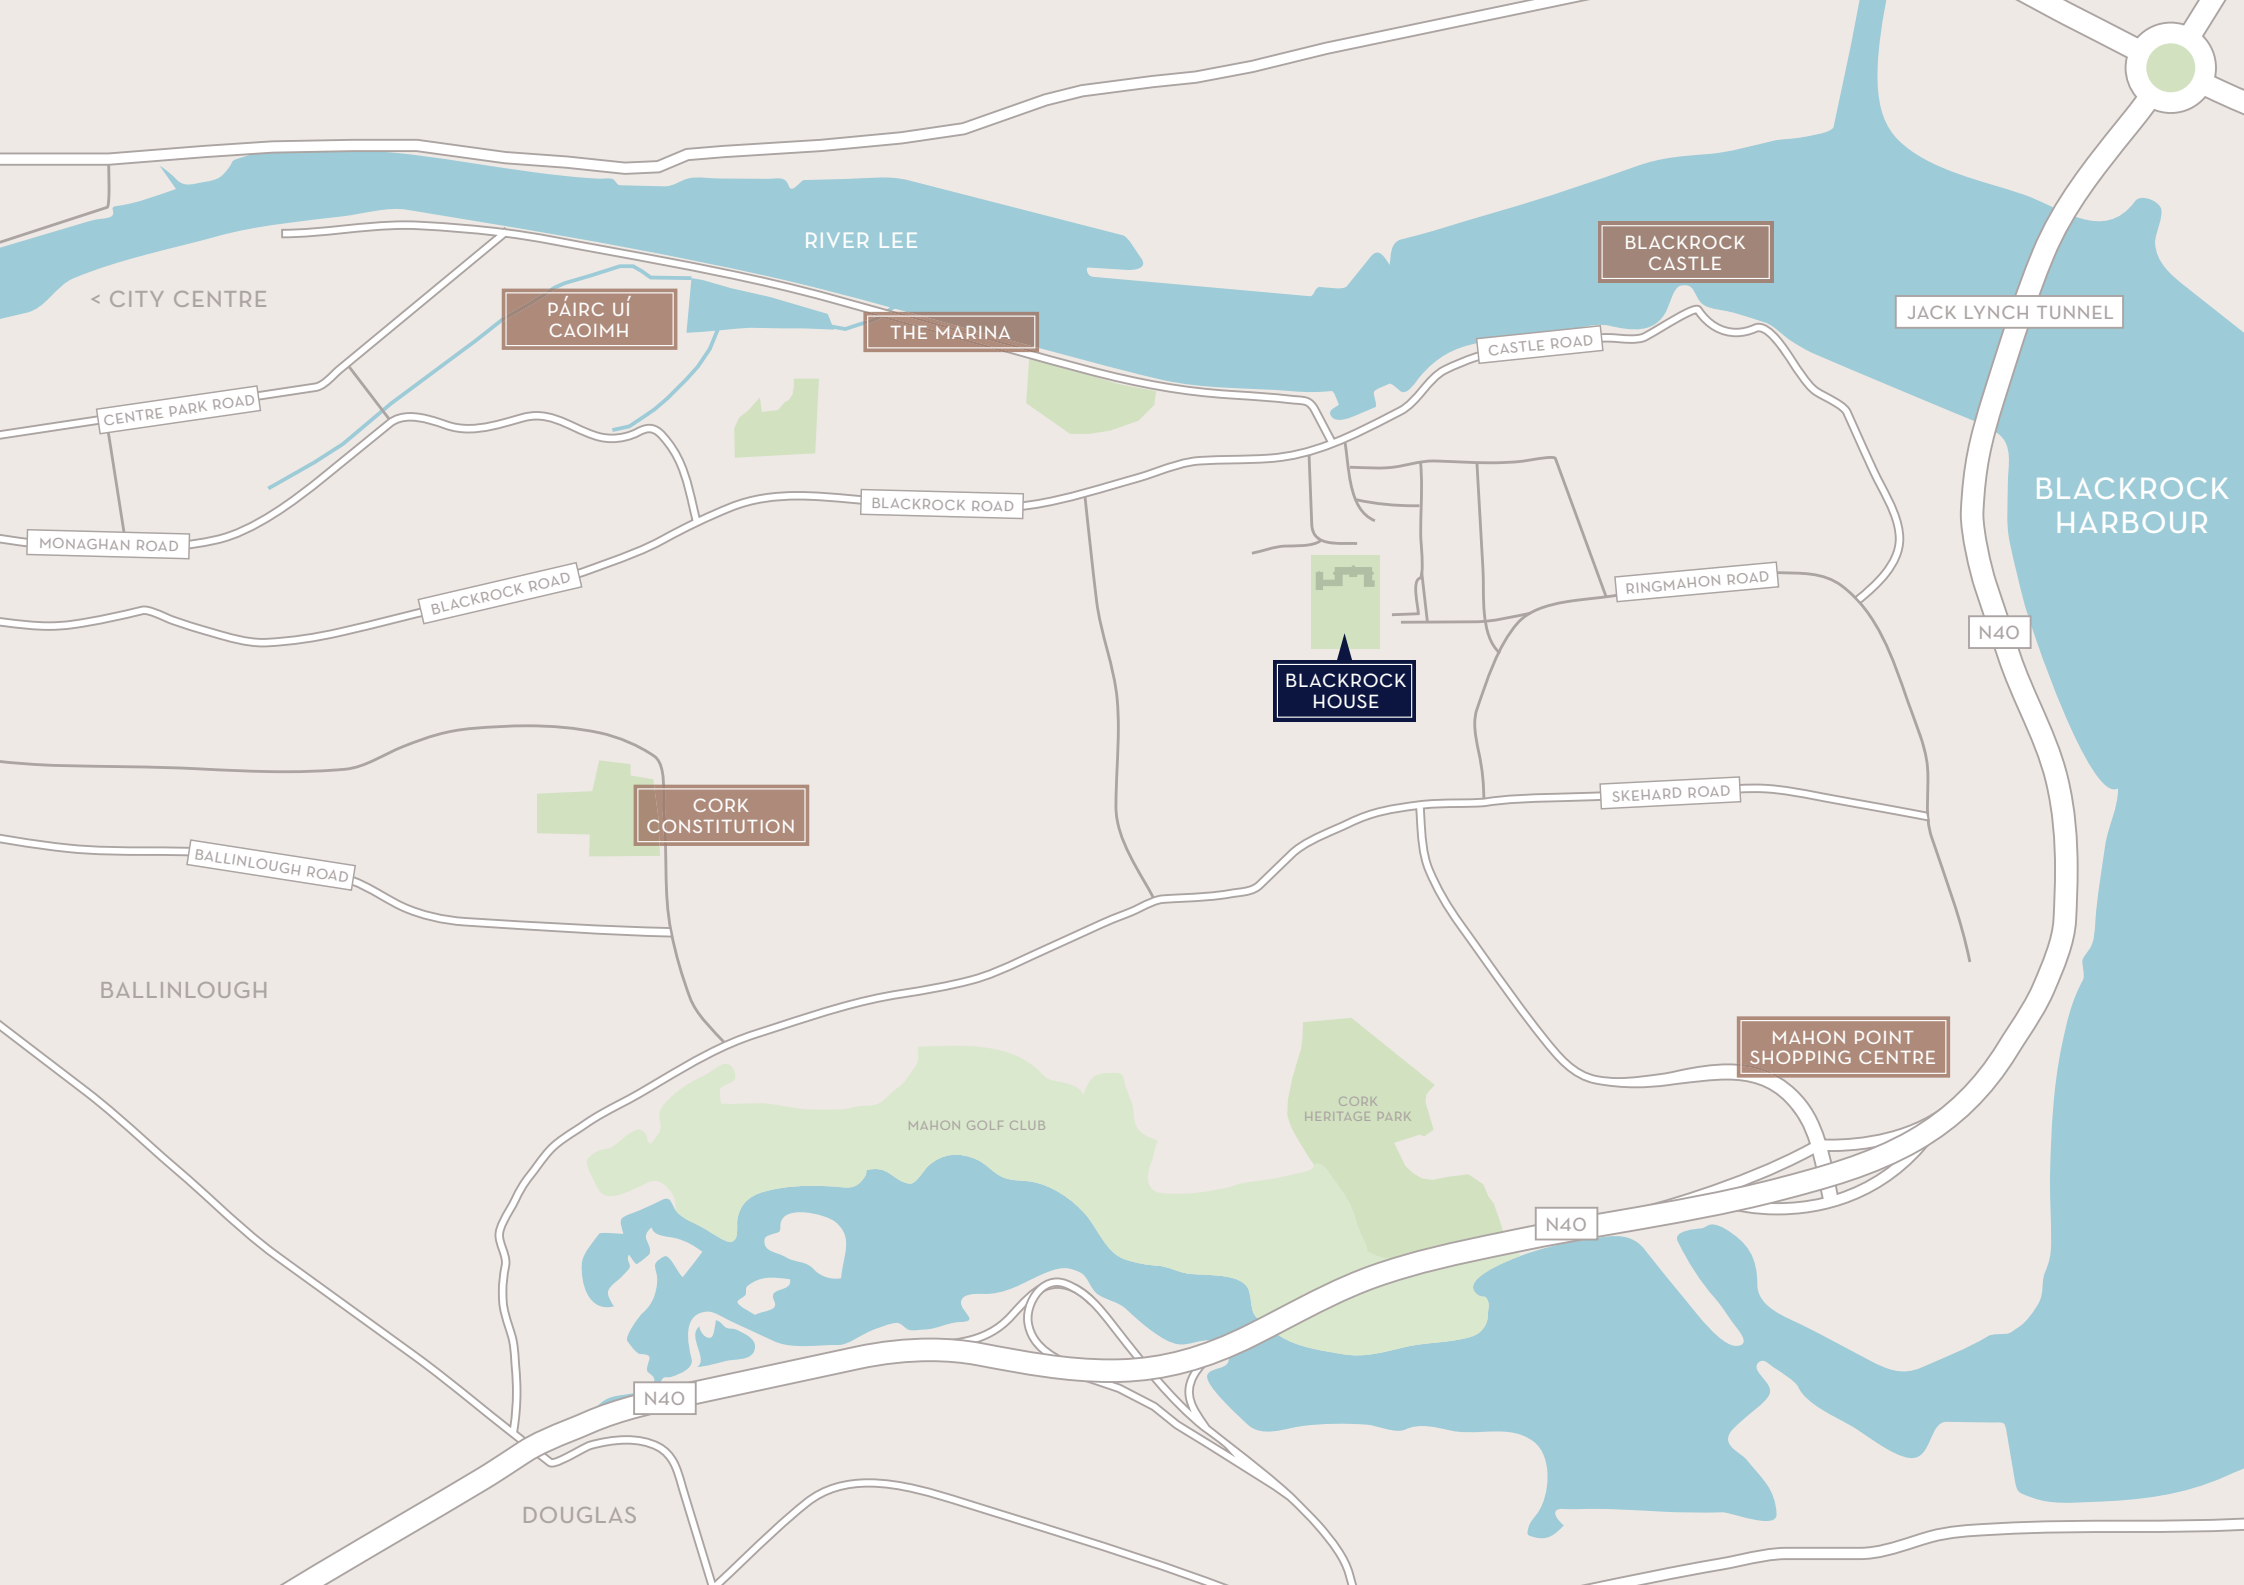 RIVER LEE
BLACKROCK
CASTLE
< CITY CENTRE
PÁIRC UÍ
CAOIMH
THE MARINA
JACK LYNCH TUNNEL
CASTLE ROAD
CENTRE PARK ROAD
BLACKROCK ROAD
BLACKROCK
HARBOUR
MONAGHAN ROAD
BLACKROCK ROAD
RINGMAHON ROAD
N40
BLACKROCK
HOUSE
SKEHARD ROAD
CORK
CONSTITUTION
BALLINLOUGH ROAD
BALLINLOUGH
MAHON POINT
SHOPPING CENTRE
CORK
HERITAGE PARK
MAHON GOLF CLUB
N40
N40
DOUGLAS